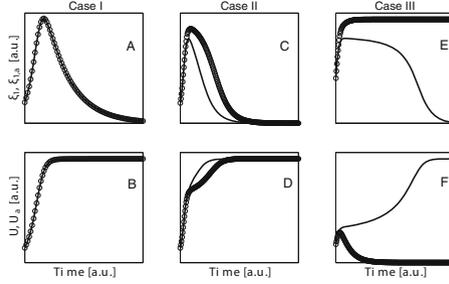 Case I Case II Case III
ξ₁, ξ₁,a [a.u.]
A C E
U, Uₐ [a.u.]
B D F
Ti me [a.u.] Ti me [a.u.] Ti me [a.u.]